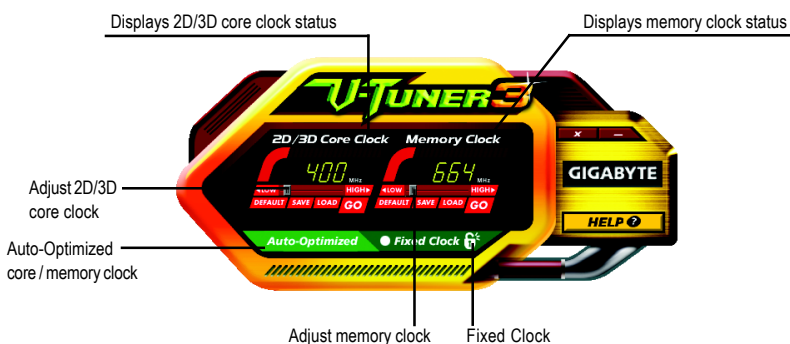 Displays 2D/3D core clock status
Displays memory clock status
V-TUNER3
2D/3D Core Clock
Memory Clock
400 MHz
664 MHz
◄LOW
HIGH►
◄LOW
HIGH►
DEFAULT
SAVE
LOAD
GO
DEFAULT
SAVE
LOAD
GO
× –
GIGABYTE
HELP ?
Adjust 2D/3D
core clock
Auto-Optimized
core / memory clock
Auto-Optimized
Fixed Clock
Adjust memory clock
Fixed Clock